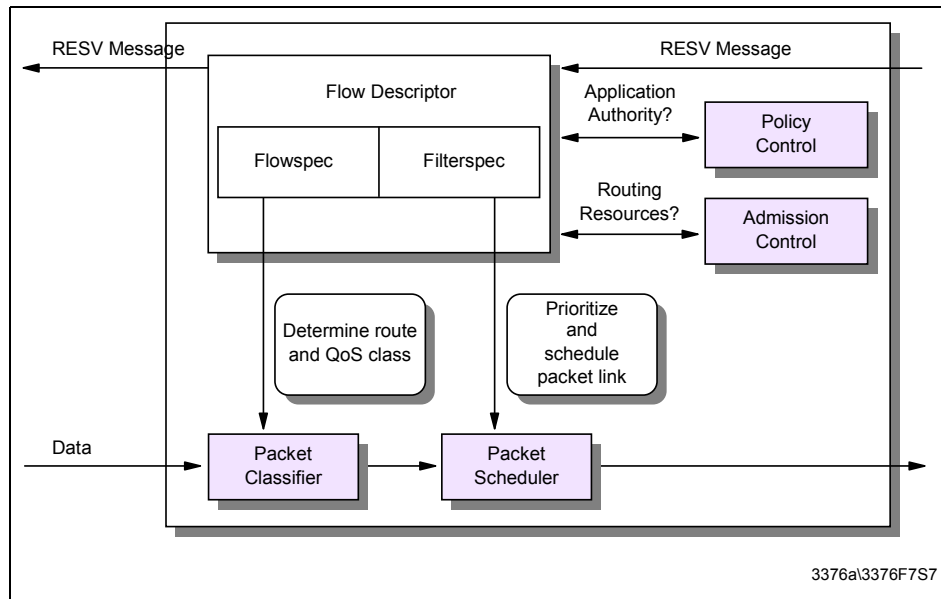 RESV Message
RESV Message
Flow Descriptor
Application
Authority?
Policy
Control
Flowspec
Filterspec
Routing
Resources?
Admission
Control
Determine route
and QoS class
Prioritize
and
schedule
packet link
Data
Packet
Classifier
Packet
Scheduler
3376a\3376F7S7